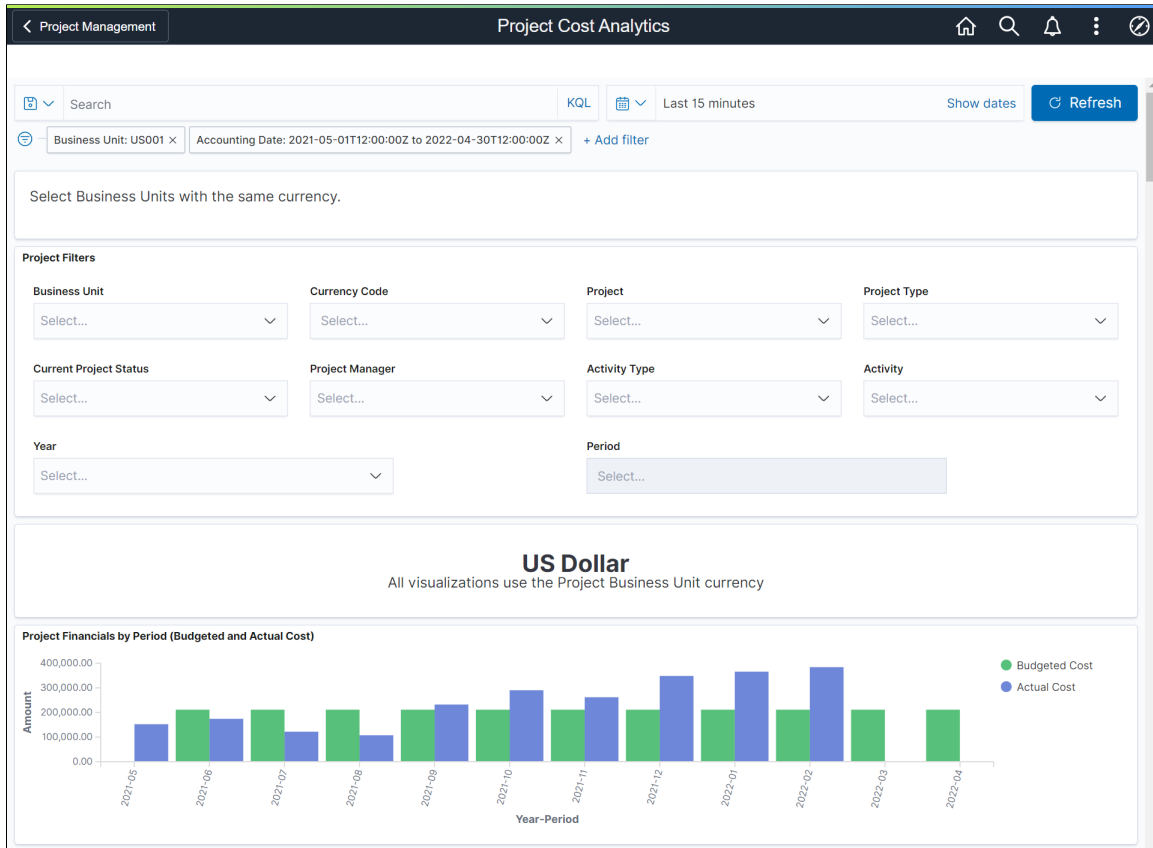 Project Management
Project Cost Analytics
Search
KQL
Last 15 minutes
Show dates
Refresh
Business Unit: US001 ×
Accounting Date: 2021-05-01T12:00:00Z to 2022-04-30T12:00:00Z ×
+ Add filter
Select Business Units with the same currency.
Project Filters
Business Unit
Currency Code
Project
Project Type
Select...
Select...
Select...
Select...
Current Project Status
Project Manager
Activity Type
Activity
Select...
Select...
Select...
Select...
Year
Period
Select...
Select...
US Dollar
All visualizations use the Project Business Unit currency
Project Financials by Period (Budgeted and Actual Cost)
Amount
400,000.00
300,000.00
200,000.00
100,000.00
0.00
2021-05
2021-06
2021-07
2021-08
2021-09
2021-10
2021-11
2021-12
2022-01
2022-02
2022-03
2022-04
Year-Period
Budgeted Cost
Actual Cost